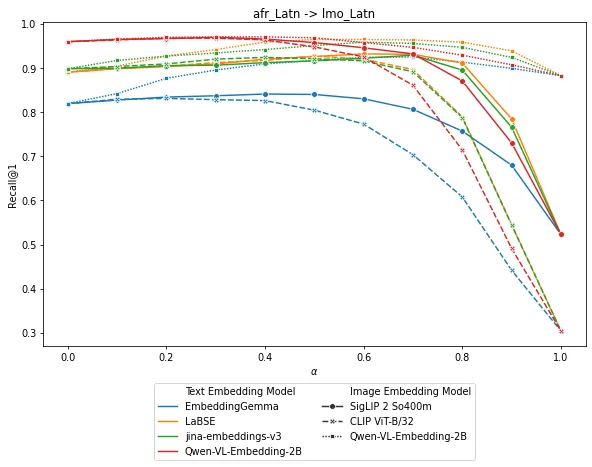 afr_Latn -> lmo_Latn
1.0
0.9
0.8
0.7
0.6
0.5
0.4
0.3
Recall@1
0.0 0.2 0.4 0.6 0.8 1.0
α
Text Embedding Model
EmbeddingGemma
LaBSE
jina-embeddings-v3
Qwen-VL-Embedding-2B
Image Embedding Model
SigLIP 2 So400m
CLIP ViT-B/32
Qwen-VL-Embedding-2B